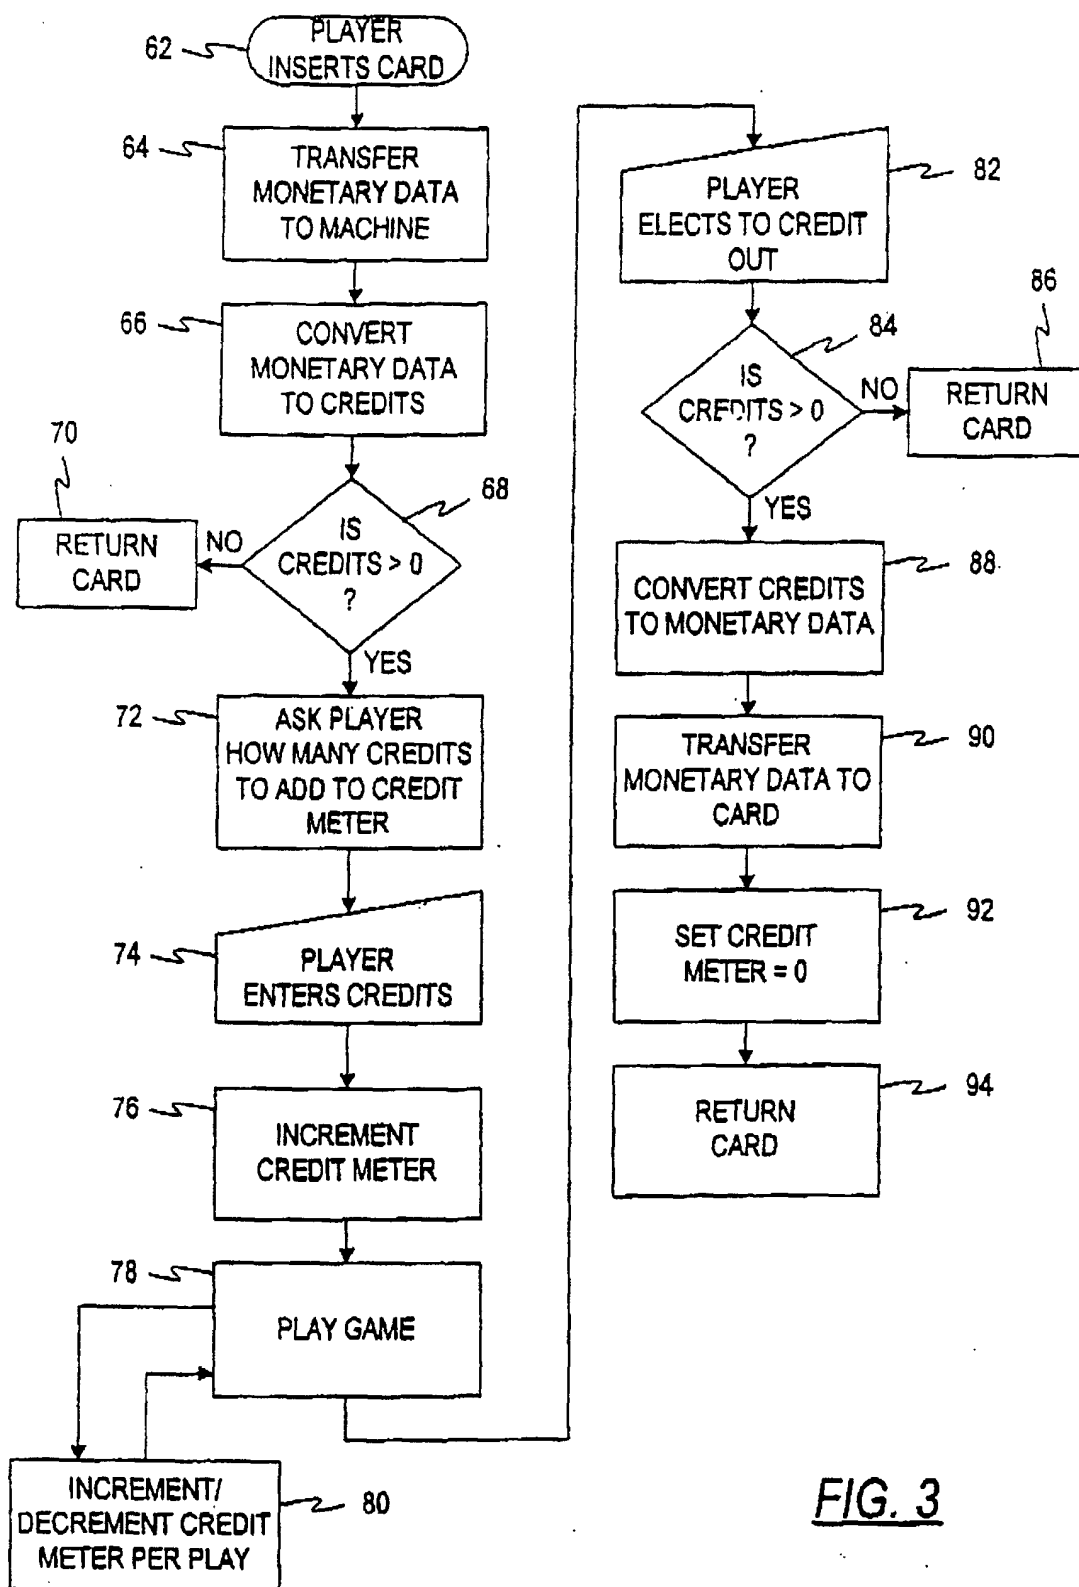 62
PLAYER
INSERTS CARD
64
TRANSFER
MONETARY DATA
TO MACHINE
66
CONVERT
MONETARY DATA
TO CREDITS
68
IS
CREDITS > 0
?
NO
70
RETURN
CARD
YES
72
ASK PLAYER
HOW MANY CREDITS
TO ADD TO CREDIT
METER
74
PLAYER
ENTERS CREDITS
76
INCREMENT
CREDIT METER
78
PLAY GAME
80
INCREMENT/
DECREMENT CREDIT
METER PER PLAY
82
PLAYER
ELECTS TO CREDIT
OUT
84
IS
CREDITS > 0
?
NO
86
RETURN
CARD
YES
88
CONVERT CREDITS
TO MONETARY DATA
90
TRANSFER
MONETARY DATA TO
CARD
92
SET CREDIT
METER = 0
94
RETURN
CARD
FIG. 3